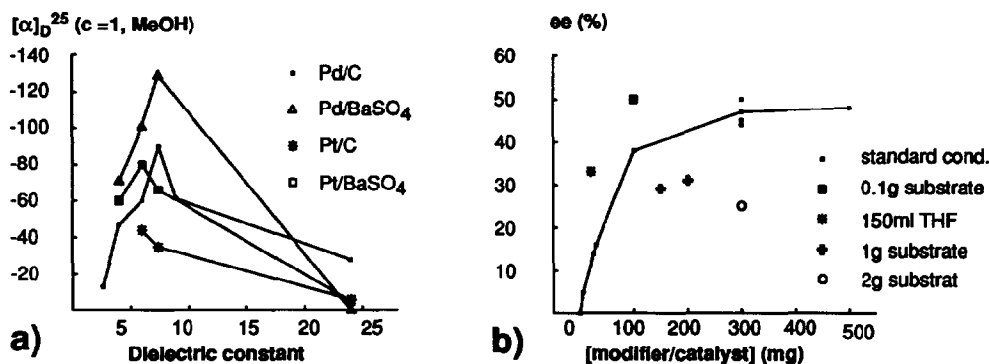 [α]D25 (c =1, MeOH)
-140
-120
-100
-80
-60
-40
-20
5
10
15
20
25
Dielectric constant
a)
Pd/C
Pd/BaSO4
Pt/C
Pt/BaSO4
ee (%)
60
50
40
30
20
10
0
0
100
200
300
400
500
[modifier/catalyst] (mg)
b)
standard cond.
0.1g substrate
150ml THF
1g substrate
2g substrat